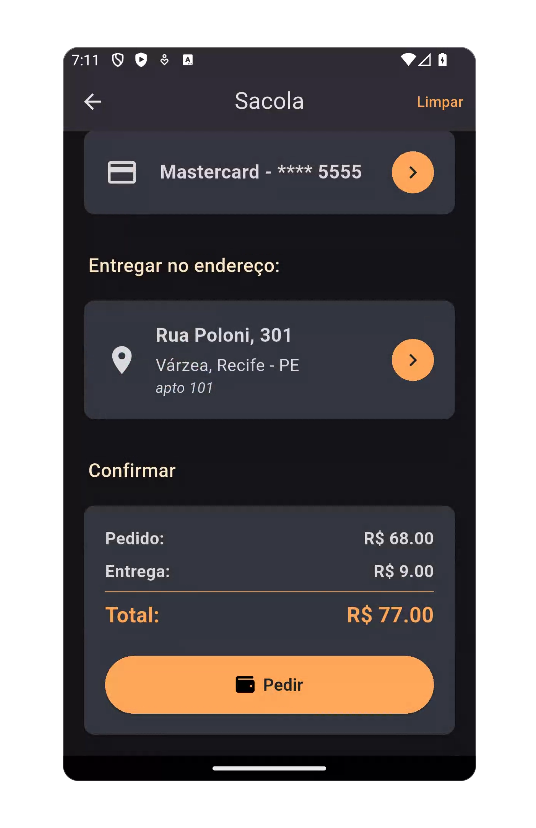 7:11
Sacola
Limpar
Mastercard - **** 5555
Entregar no endereço:
Rua Poloni, 301
Várzea, Recife - PE
apto 101
Confirmar
Pedido: R$ 68.00
Entrega: R$ 9.00
Total: R$ 77.00
Pedir